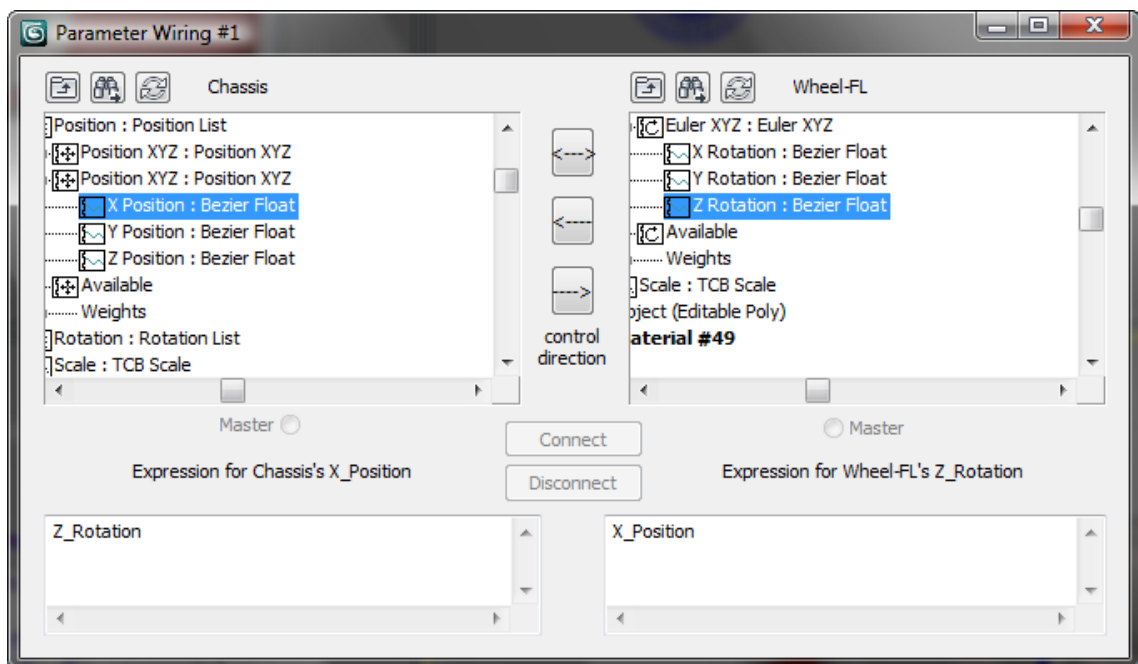 Parameter Wiring #1
Chassis
Position : Position List
Position XYZ : Position XYZ
Position XYZ : Position XYZ
X Position : Bezier Float
Y Position : Bezier Float
Z Position : Bezier Float
Available
Weights
Rotation : Rotation List
Scale : TCB Scale
<--->
<----
---->
control
direction
Wheel-FL
Euler XYZ : Euler XYZ
X Rotation : Bezier Float
Y Rotation : Bezier Float
Z Rotation : Bezier Float
Available
Weights
Scale : TCB Scale
bject (Editable Poly)
aterial #49
Master
Connect
Master
Disconnect
Expression for Chassis's X_Position
Expression for Wheel-FL's Z_Rotation
Z_Rotation
X_Position